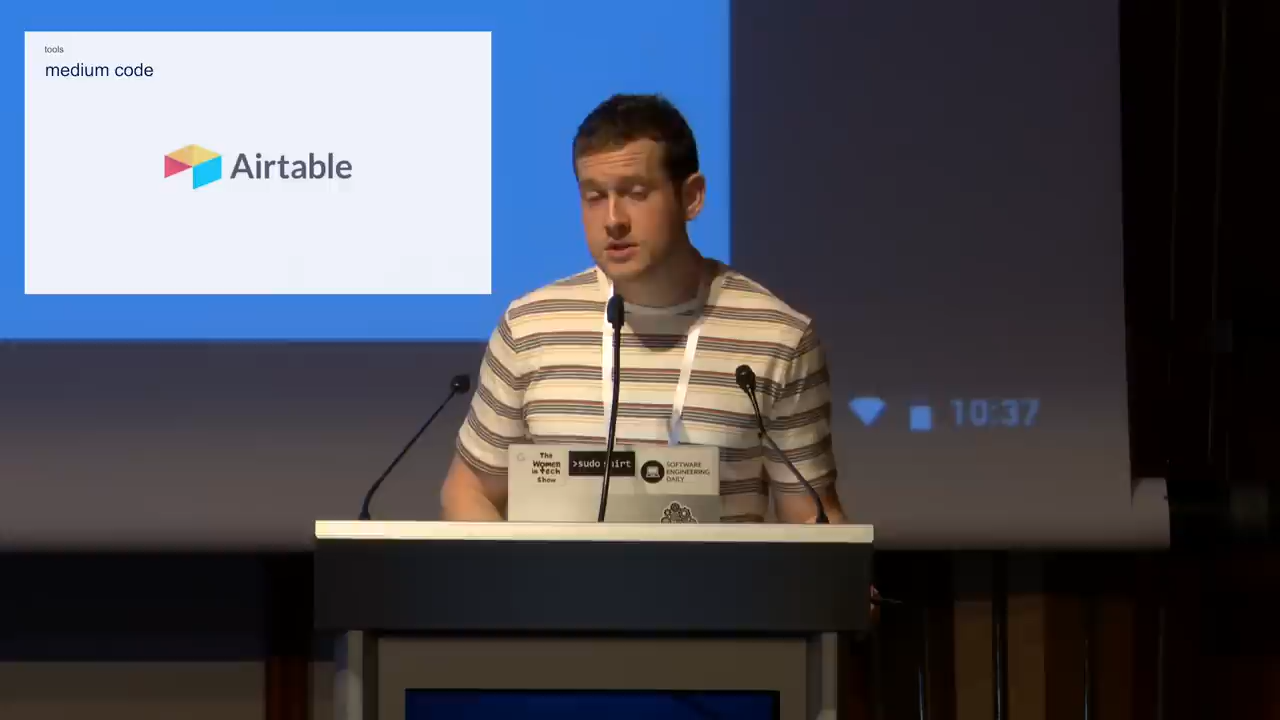 tools
medium code
Airtable
10:37
The
Women
in Tech
Show
>sudo
SOFTWARE
ENGINEERING
DAILY